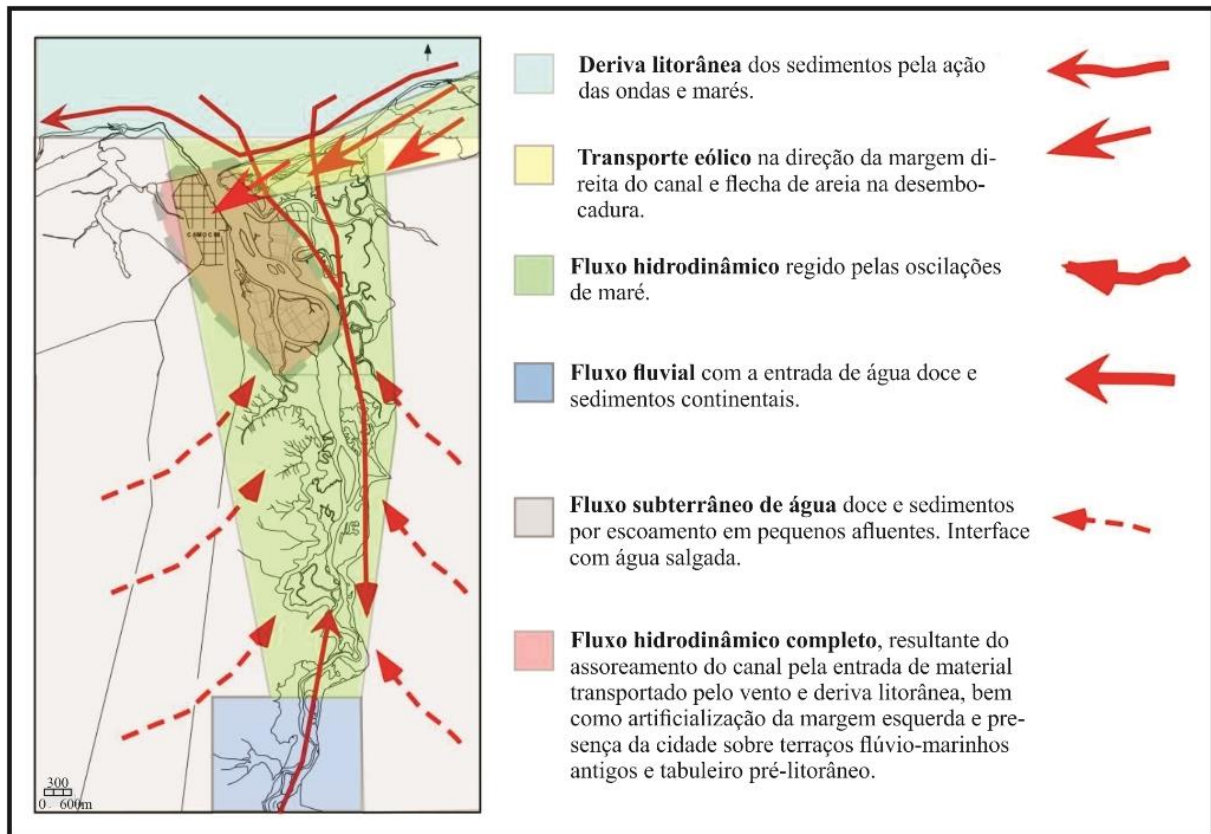 Deriva litorânea dos sedimentos pela ação
das ondas e marés.
Transporte eólico na direção da margem di-
reita do canal e flecha de areia na desembo-
cadura.
CAMOCIM
Fluxo hidrodinâmico regido pelas oscilações
de maré.
Fluxo fluvial com a entrada de água doce e
sedimentos continentais.
Fluxo subterrâneo de água doce e sedimentos
por escoamento em pequenos afluentes. Interface
com água salgada.
Fluxo hidrodinâmico completo, resultante do
assoreamento do canal pela entrada de material
transportado pelo vento e deriva litorânea, bem
como artificialização da margem esquerda e pre-
sença da cidade sobre terraços flúvio-marinhos
antigos e tabuleiro pré-litorâneo.
300
0 600m